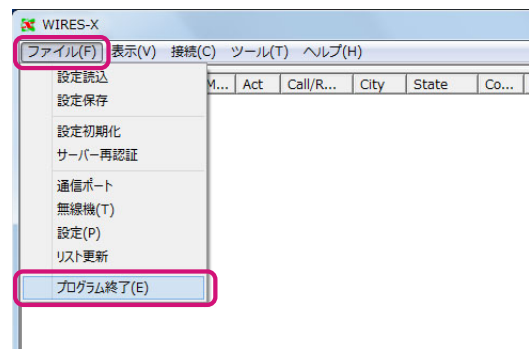 WIRES-X
ファイル(F) 表示(V) 接続(C) ツール(T) ヘルプ(H)
M... Act Call/R... City State Co...
設定読込
設定保存
設定初期化
サーバー再認証
通信ポート
無線機(T)
設定(P)
リスト更新
プログラム終了(E)